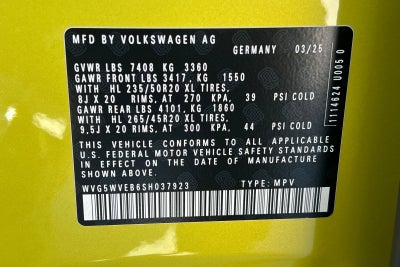 MFD BY VOLKSWAGEN AG
GERMANY 03/25
GVWR LBS 7408 KG 3360
GAWR FRONT LBS 3417, KG 1550
WITH HL 235/50R20 XL TIRES,
8J X 20 RIMS, AT 270 KPA, 39 PSI COLD
GAWR REAR LBS 4101, KG 1860
WITH HL 265/45R20 XL TIRES,
9,5J X 20 RIMS, AT 300 KPA, 44 PSI COLD
THIS VEHICLE CONFORMS TO ALL APPLICABLE
U.S. FEDERAL MOTOR VEHICLE SAFETY STANDARDS
IN EFFECT ON THE DATE OF MANUFACTURE
SHOWN ABOVE.
WVG5WVEB6SH037923 TYPE: MPV
1114624 U005 0